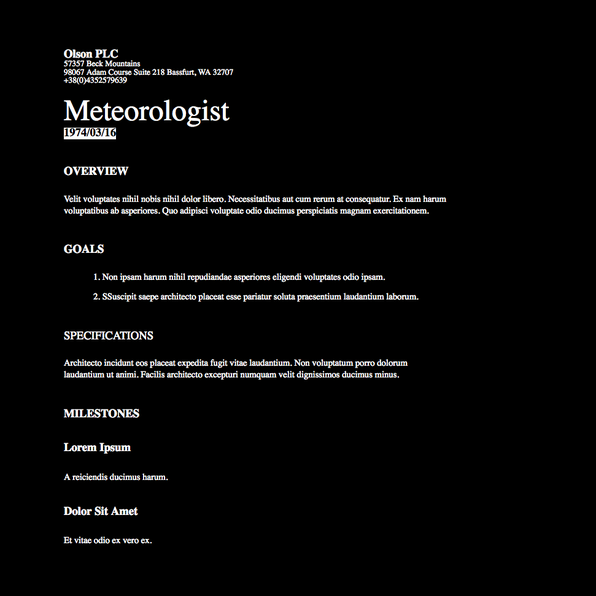 Olson PLC
57357 Beck Mountains
98067 Adam Course Suite 218 Bassfurt, WA 32707
+38(0)4352579639
Meteorologist
1974/03/16
OVERVIEW
Velit voluptates nihil nobis nihil dolor libero. Necessitatibus aut cum rerum at consequatur. Ex nam harum
voluptatibus ab asperiores. Quo adipisci voluptate odio ducimus perspiciatis magnam exercitationem.
GOALS
1. Non ipsam harum nihil repudiandae asperiores eligendi voluptates odio ipsam.
2. SSuscipit saepe architecto placeat esse pariatur soluta praesentium laudantium laborum.
SPECIFICATIONS
Architecto incidunt eos placeat expedita fugit vitae laudantium. Non voluptatum porro dolorum
laudantium ut animi. Facilis architecto excepturi numquam velit dignissimos ducimus minus.
MILESTONES
Lorem Ipsum
A reiciendis ducimus harum.
Dolor Sit Amet
Et vitae odio ex vero ex.